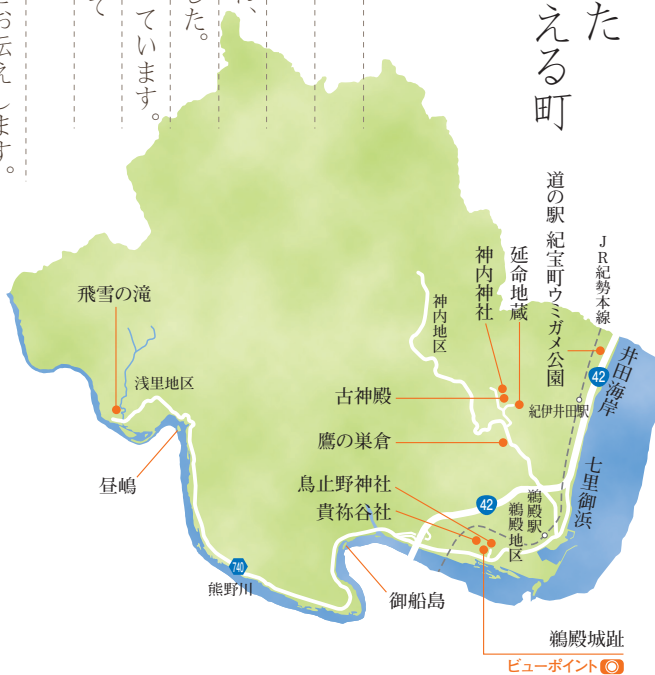 た
える町
ん、
した。
ています。
て
お伝えします。
道の駅 紀宝町ウミガメ公園
JR紀勢本線
延命地蔵
神内神社
神内地区
井田海岸
42
紀伊井田駅
飛雪の滝
浅里地区
古神殿
鷹の巣倉
七里御浜
昼嶋
鳥止野神社
貴祢谷社
42
鵜殿駅
鵜殿地区
740
熊野川
御船島
鵜殿城趾
ビューポイント